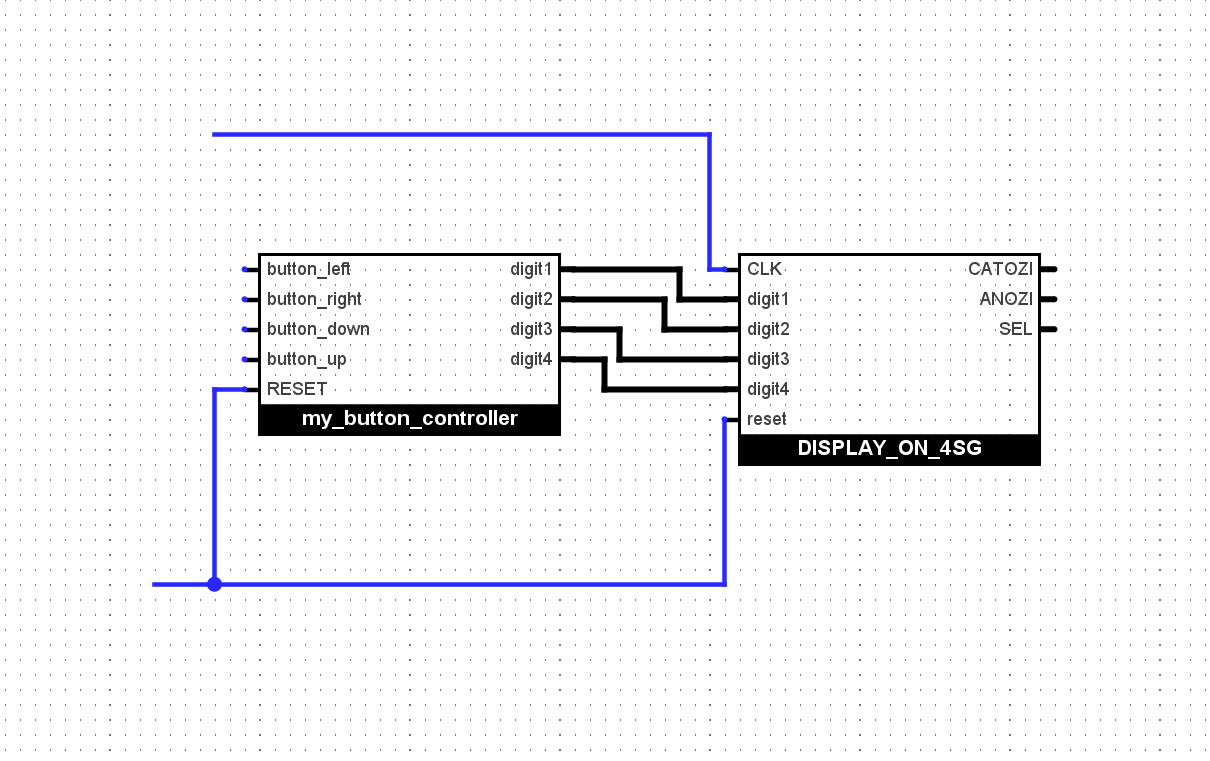 button_left
button_right
button_down
button_up
RESET
digit1
digit2
digit3
digit4
my_button_controller
CLK
digit1
digit2
digit3
digit4
reset
CATOZI
ANOZI
SEL
DISPLAY_ON_4SG